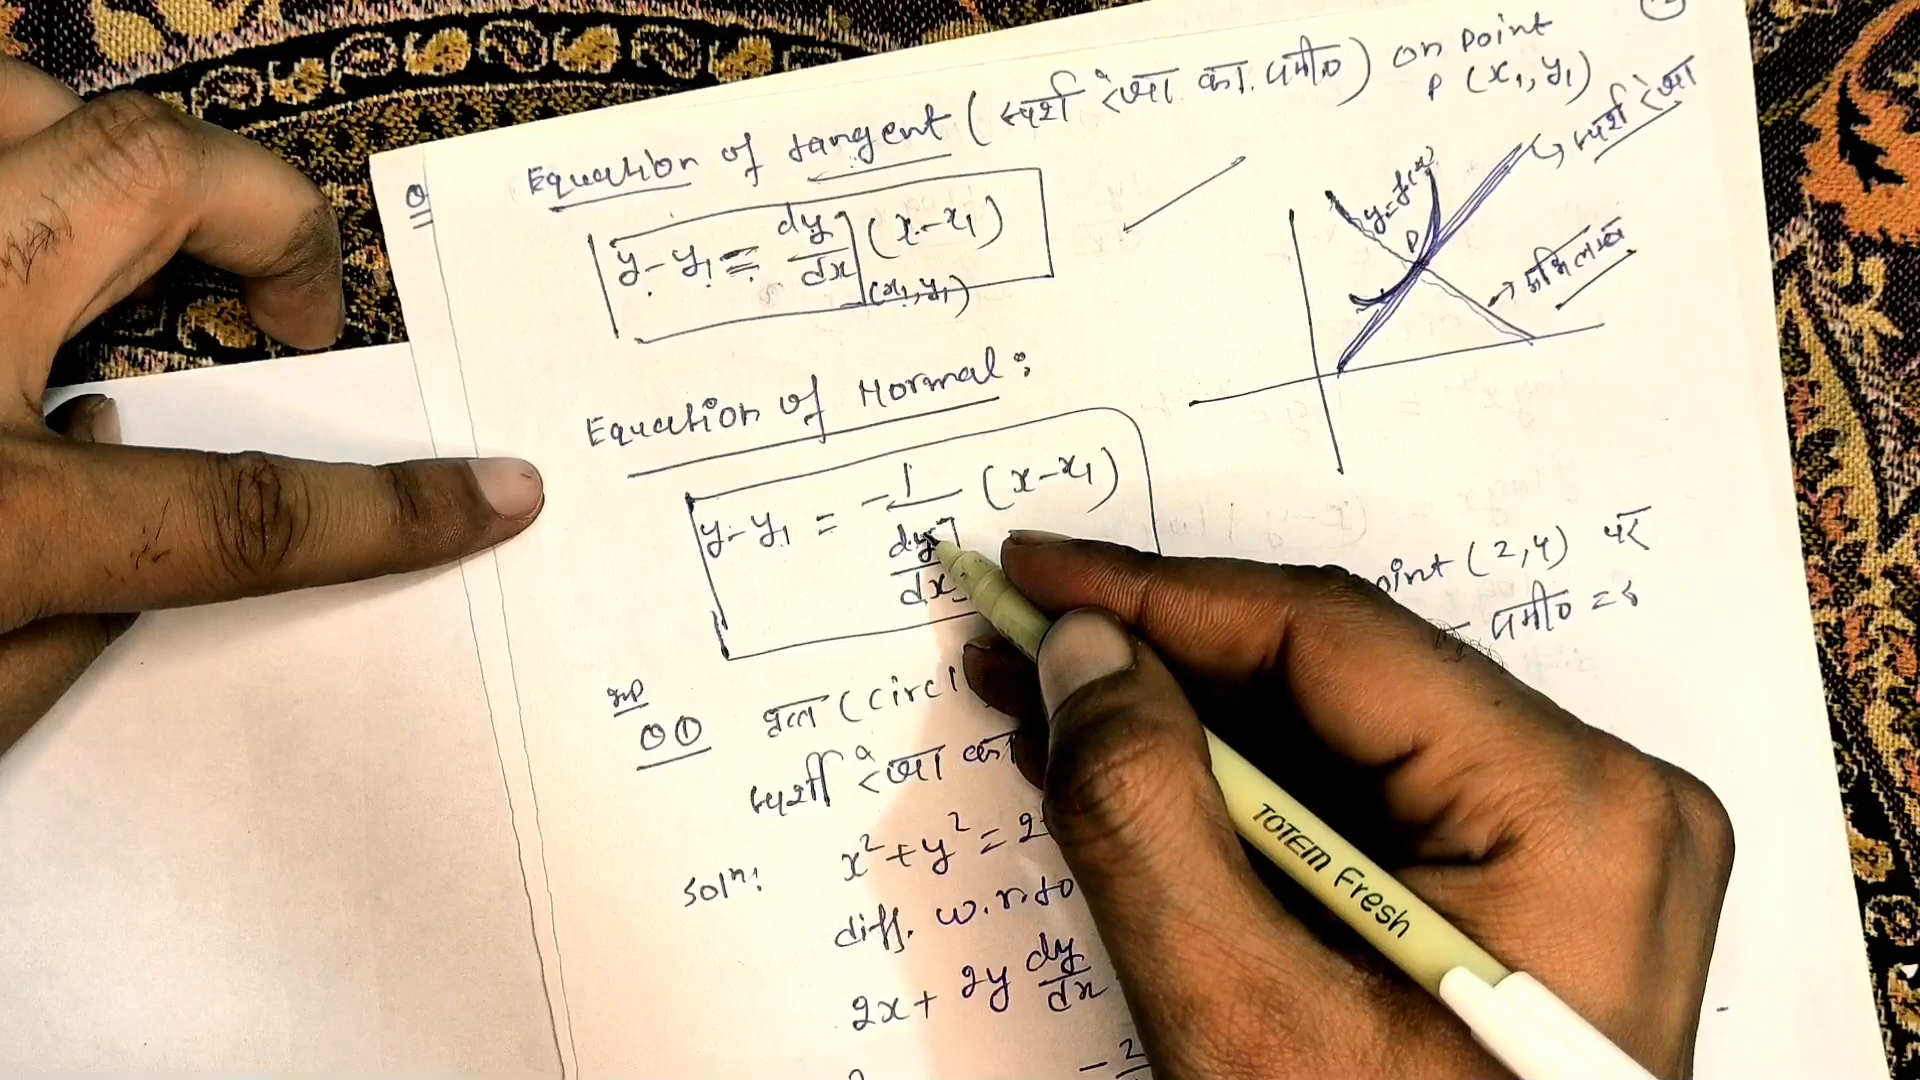 Equation of tangent (स्पर्श रेखा का समी०) on point
P (x₁, y₁)
Q
y - y₁ = dy/dx](x₁, y₁) (x - x₁)
y = f(x)
P
स्पर्श रेखा
अभिलम्ब
Equation of Normal:
y - y₁ = -1/(dy/dx]) (x - x₁)
point (2, 4) पर
Imp
Q① वृत्त (circl
स्पर्श रेखा का समी० =?
Solⁿ: x² + y² = 2
diff. w.r.to
2x + 2y dy/dx
- 2
TOTEM Fresh